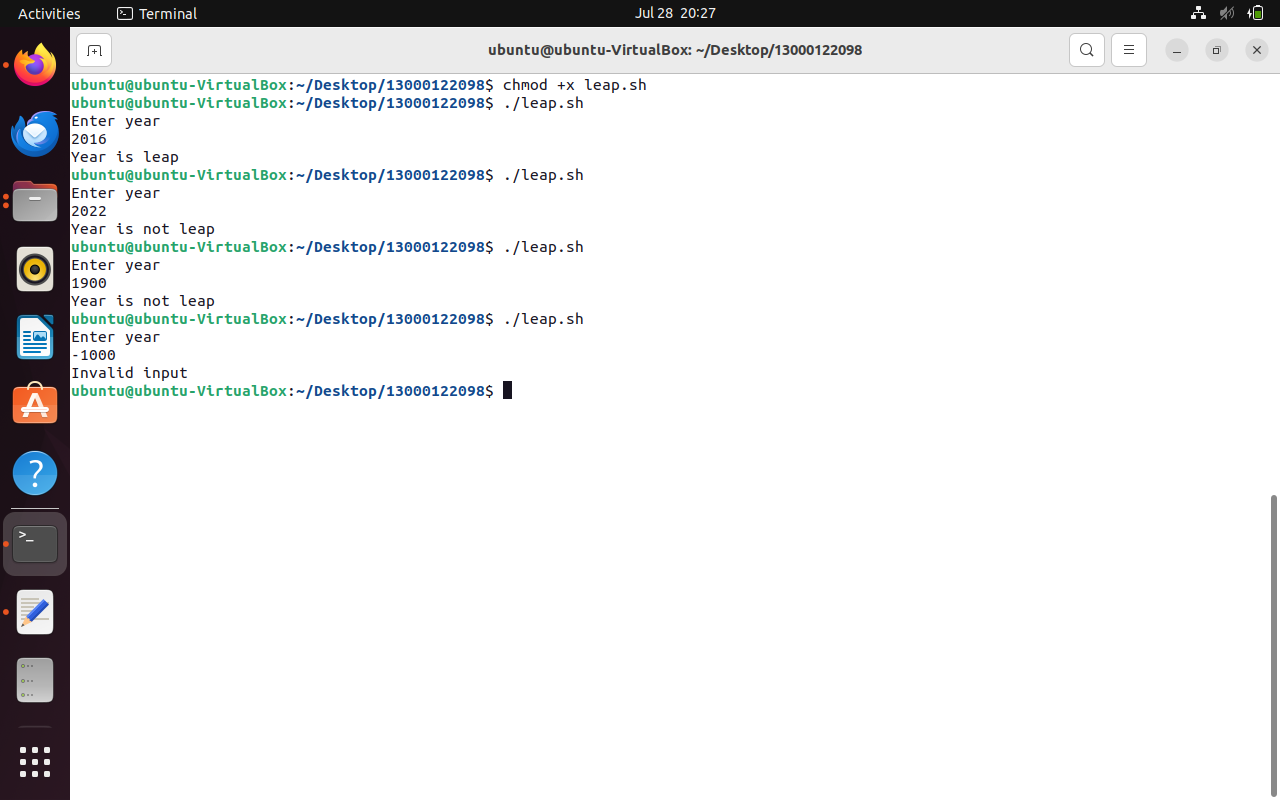 Activities Terminal Jul 28 20:27
ubuntu@ubuntu-VirtualBox: ~/Desktop/13000122098
ubuntu@ubuntu-VirtualBox:~/Desktop/13000122098$ chmod +x leap.sh
ubuntu@ubuntu-VirtualBox:~/Desktop/13000122098$ ./leap.sh
Enter year
2016
Year is leap
ubuntu@ubuntu-VirtualBox:~/Desktop/13000122098$ ./leap.sh
Enter year
2022
Year is not leap
ubuntu@ubuntu-VirtualBox:~/Desktop/13000122098$ ./leap.sh
Enter year
1900
Year is not leap
ubuntu@ubuntu-VirtualBox:~/Desktop/13000122098$ ./leap.sh
Enter year
-1000
Invalid input
ubuntu@ubuntu-VirtualBox:~/Desktop/13000122098$